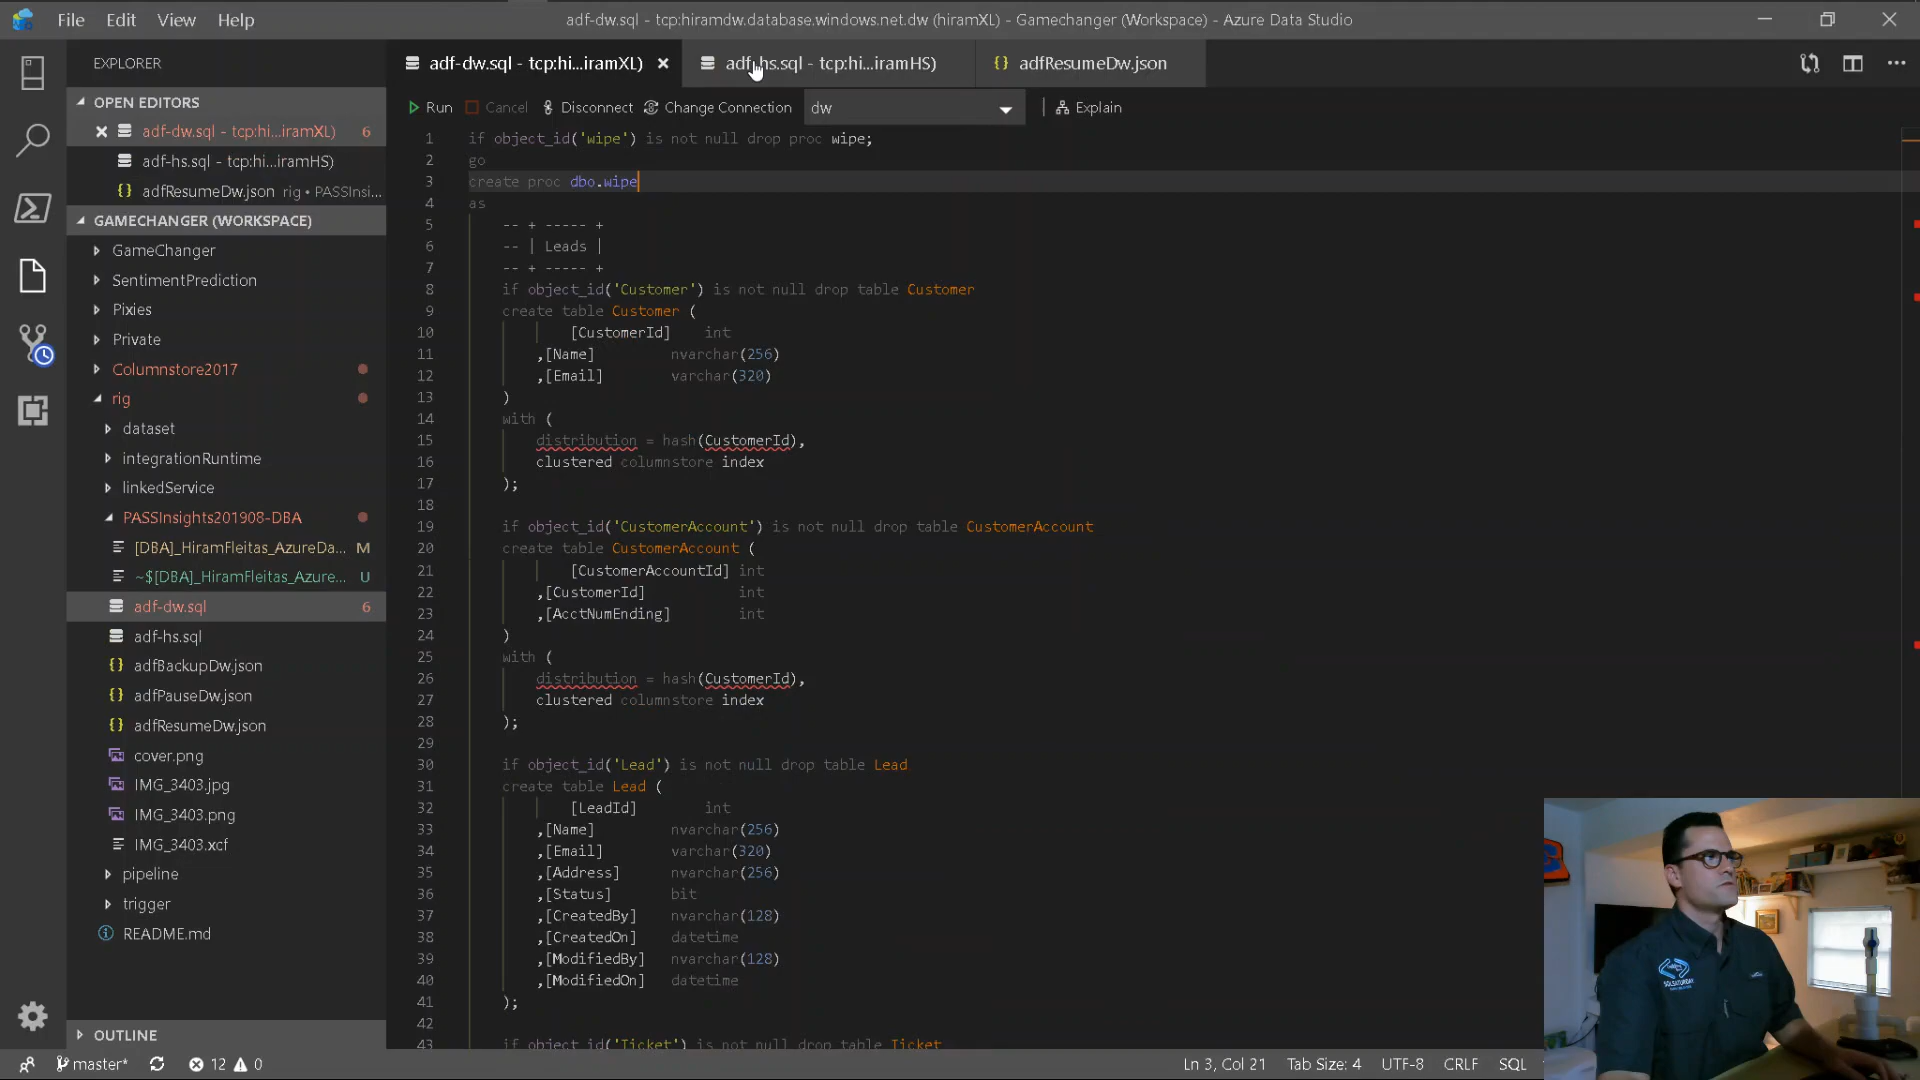 File Edit View Help
adf-dw.sql - tcp:hiramdw.database.windows.net.dw (hiramXL) - Gamechanger (Workspace) - Azure Data Studio
EXPLORER
OPEN EDITORS
adf-dw.sql - tcp:hi...iramXL) 6
adf-hs.sql - tcp:hi...iramHS)
{} adfResumeDw.json rig • PASSInsi...
GAMECHANGER (WORKSPACE)
GameChanger
SentimentPrediction
Pixies
Private
Columnstore2017
rig
dataset
integrationRuntime
linkedService
PASSInsights201908-DBA
[DBA]_HiramFleitas_AzureDa... M
~$[DBA]_HiramFleitas_Azure... U
adf-dw.sql 6
adf-hs.sql
{} adfBackupDw.json
{} adfPauseDw.json
{} adfResumeDw.json
cover.png
IMG_3403.jpg
IMG_3403.png
IMG_3403.xcf
pipeline
trigger
README.md
OUTLINE
adf-dw.sql - tcp:hi...iramXL) adf-hs.sql - tcp:hi...iramHS) {} adfResumeDw.json
Run Cancel Disconnect Change Connection dw Explain
1 if object_id('wipe') is not null drop proc wipe;
2 go
3 create proc dbo.wipe
4 as
5 -- + ----- +
6 -- | Leads |
7 -- + ----- +
8 if object_id('Customer') is not null drop table Customer
9 create table Customer (
10 [CustomerId] int
11 ,[Name] nvarchar(256)
12 ,[Email] varchar(320)
13 )
14 with (
15 distribution = hash(CustomerId),
16 clustered columnstore index
17 );
18
19 if object_id('CustomerAccount') is not null drop table CustomerAccount
20 create table CustomerAccount (
21 [CustomerAccountId] int
22 ,[CustomerId] int
23 ,[AcctNumEnding] int
24 )
25 with (
26 distribution = hash(CustomerId),
27 clustered columnstore index
28 );
29
30 if object_id('Lead') is not null drop table Lead
31 create table Lead (
32 [LeadId] int
33 ,[Name] nvarchar(256)
34 ,[Email] varchar(320)
35 ,[Address] nvarchar(256)
36 ,[Status] bit
37 ,[CreatedBy] nvarchar(128)
38 ,[CreatedOn] datetime
39 ,[ModifiedBy] nvarchar(128)
40 ,[ModifiedOn] datetime
41 );
42
43 if object_id('Ticket') is not null drop table Ticket
SQLSATURDAY
master* 12 0
Ln 3, Col 21 Tab Size: 4 UTF-8 CRLF SQL